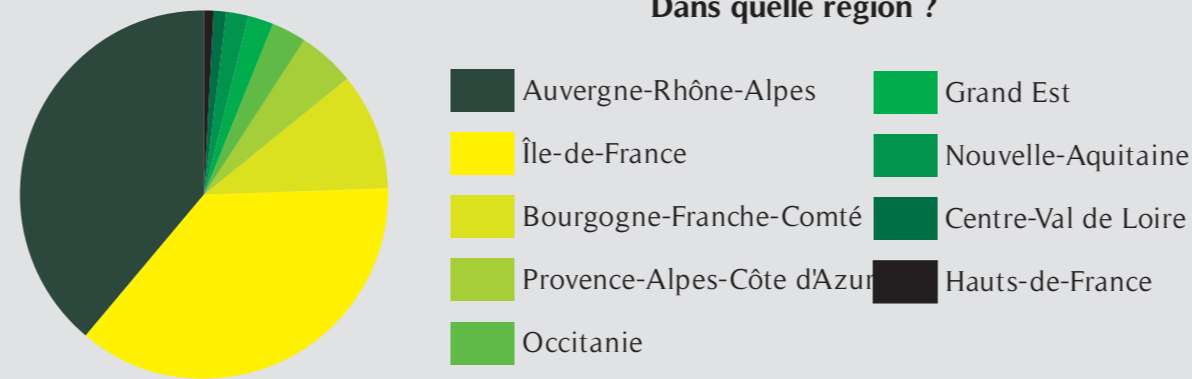 Dans quelle région ?
Auvergne-Rhône-Alpes
Île-de-France
Bourgogne-Franche-Comté
Provence-Alpes-Côte d'Azur
Occitanie
Grand Est
Nouvelle-Aquitaine
Centre-Val de Loire
Hauts-de-France